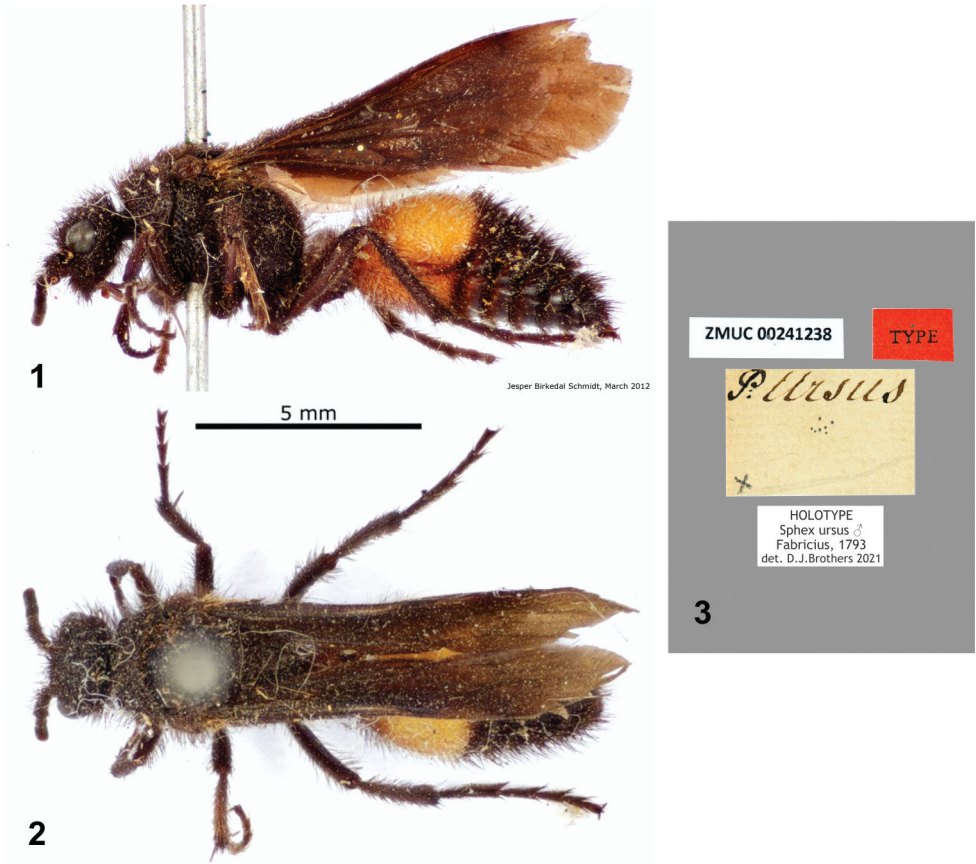 1
Jesper Birkedal Schmidt, March 2012
5 mm
2
ZMUC 00241238
TYPE
P. Ursus
HOLOTYPE
Sphex ursus ♂
Fabricius, 1793
det. D.J.Brothers 2021
3